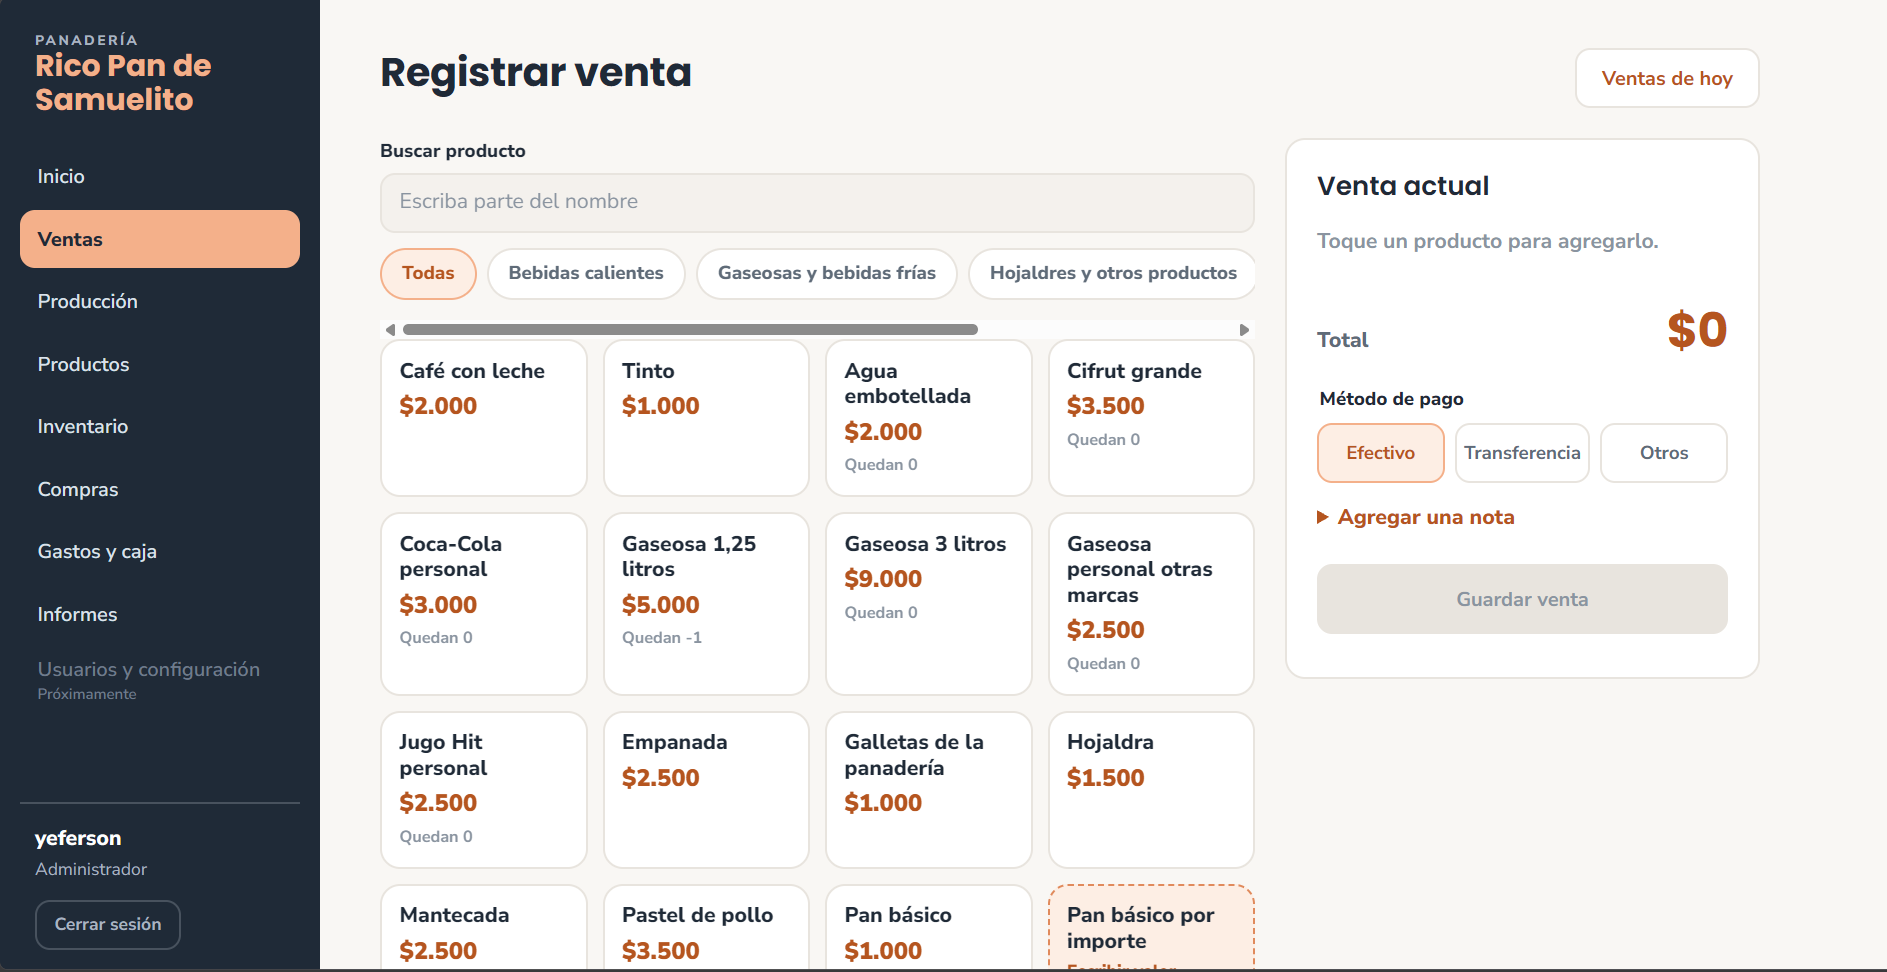 PANADERÍA
Rico Pan de
Samuelito
Inicio
Ventas
Producción
Productos
Inventario
Compras
Gastos y caja
Informes
Usuarios y configuración
Próximamente
yeferson
Administrador
Cerrar sesión
Registrar venta
Ventas de hoy
Buscar producto
Escriba parte del nombre
Todas
Bebidas calientes
Gaseosas y bebidas frías
Hojaldres y otros productos
Café con leche
$2.000
Tinto
$1.000
Agua
embotellada
$2.000
Quedan 0
Cifrut grande
$3.500
Quedan 0
Coca-Cola
personal
$3.000
Quedan 0
Gaseosa 1,25
litros
$5.000
Quedan -1
Gaseosa 3 litros
$9.000
Quedan 0
Gaseosa
personal otras
marcas
$2.500
Quedan 0
Jugo Hit
personal
$2.500
Quedan 0
Empanada
$2.500
Galletas de la
panadería
$1.000
Hojaldra
$1.500
Mantecada
$2.500
Pastel de pollo
$3.500
Pan básico
$1.000
Pan básico por
importe
Escribir valor
Venta actual
Toque un producto para agregarlo.
Total
$0
Método de pago
Efectivo
Transferencia
Otros
Agregar una nota
Guardar venta